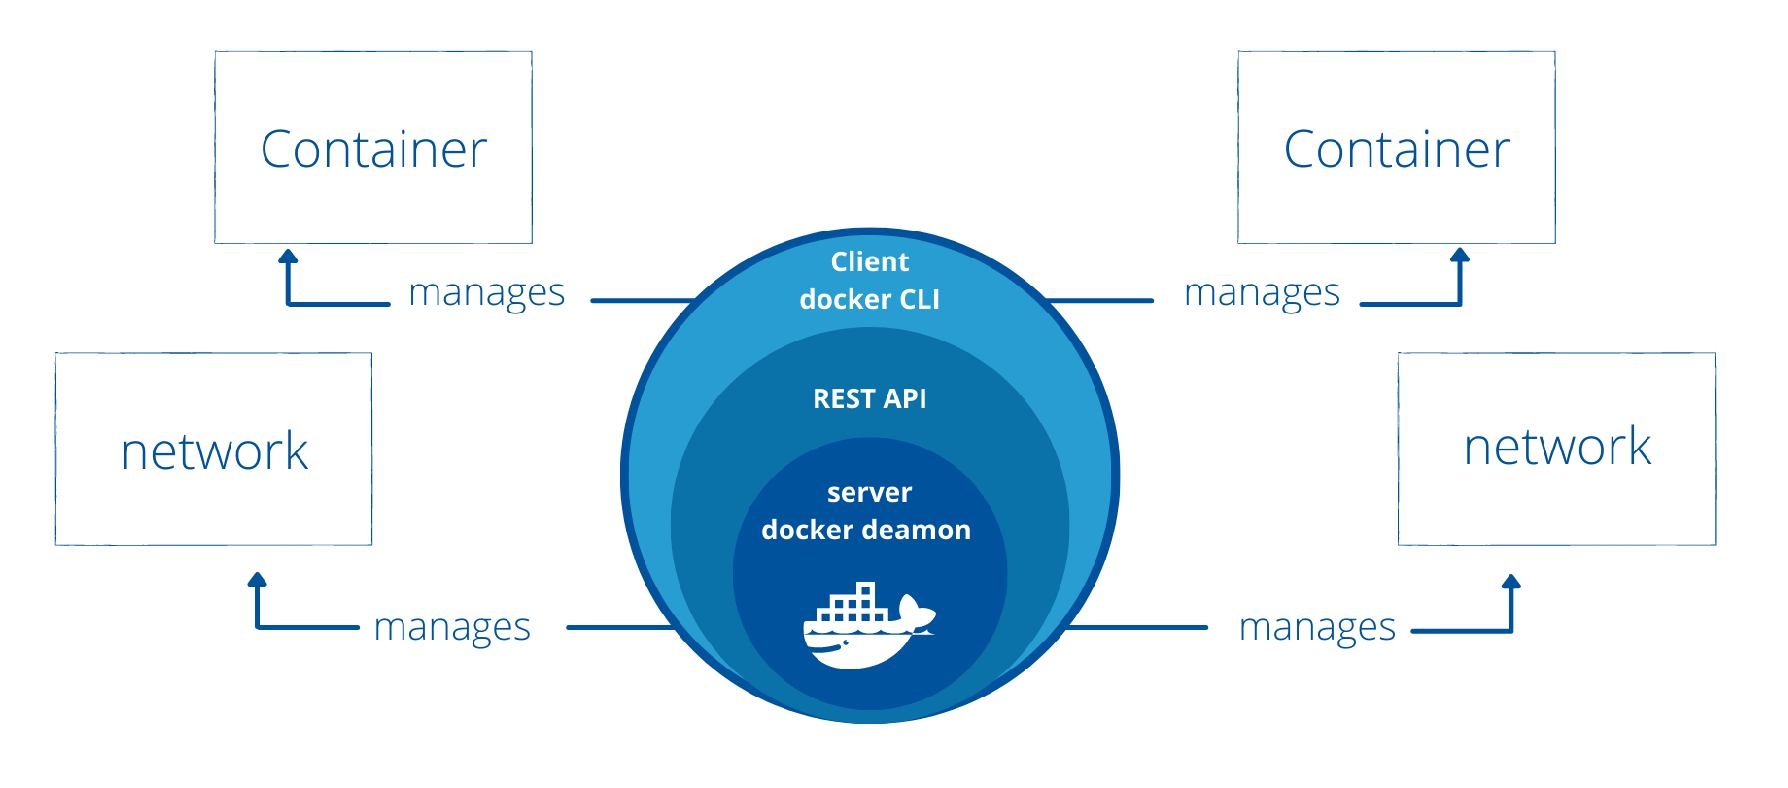 Container
Container
Client
docker CLI
manages
manages
REST API
network
network
server
docker deamon
manages
manages